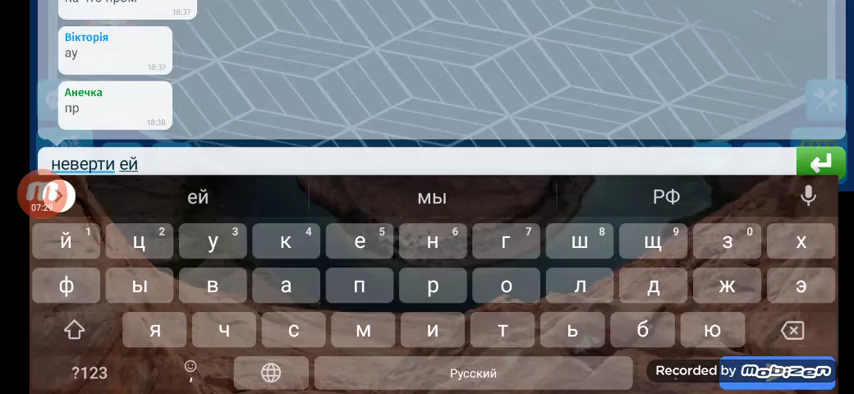 на что пром
18:37
Вікторія
ау
18:37
Анечка
пр
18:38
неверти ей
07:29
ей мы РФ
й 1 ц 2 у 3 к 4 е 5 н 6 г 7 ш 8 щ 9 з 0 х
ф ы в а п р о л д ж э
я ч с м и т ь б ю
?123 , Русский
Recorded by mobizen